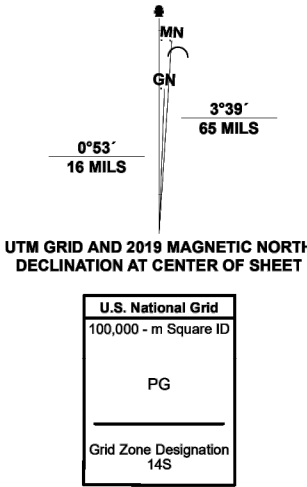 MN
GN
3°39´
65 MILS
0°53´
16 MILS
UTM GRID AND 2019 MAGNETIC NORTH
DECLINATION AT CENTER OF SHEET
U.S. National Grid
100,000 - m Square ID
PG
Grid Zone Designation
14S